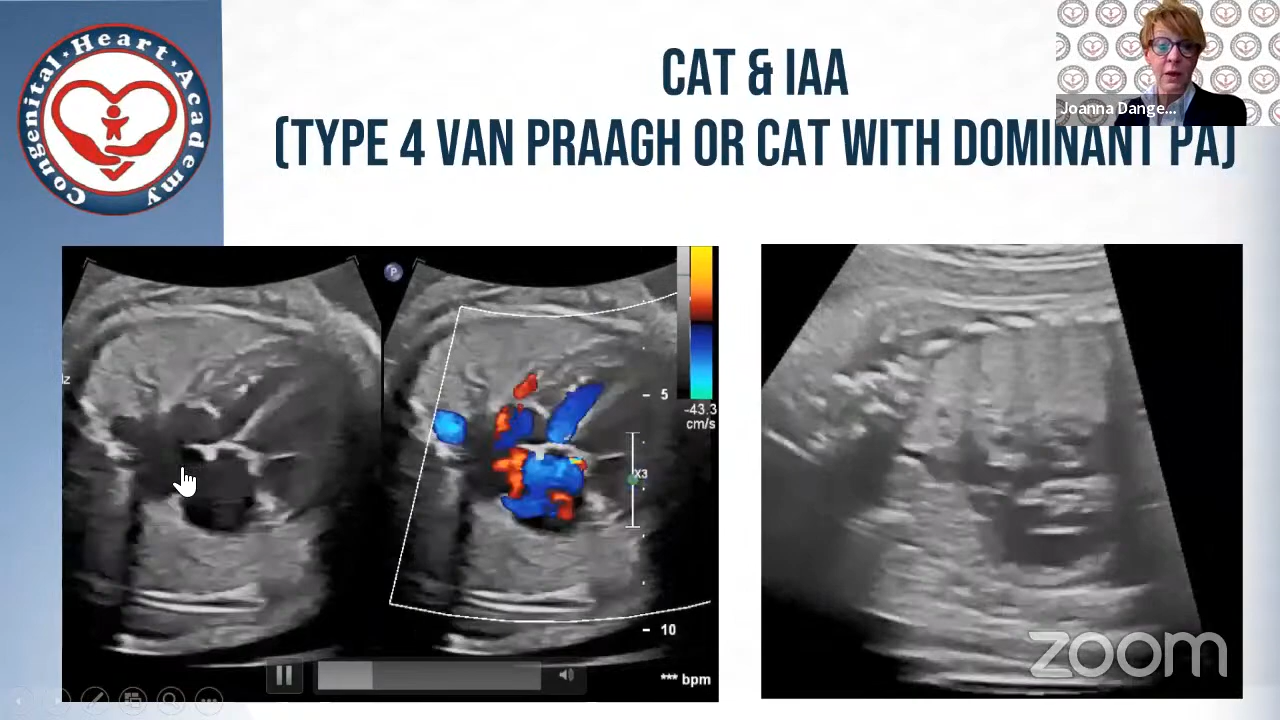 Congenital · Heart · Academy
CAT & IAA
(TYPE 4 VAN PRAAGH OR CAT WITH DOMINANT PA)
Joanna Dange...
z
P
5
-43.3
cm/s
X3
10
*** bpm
zoom